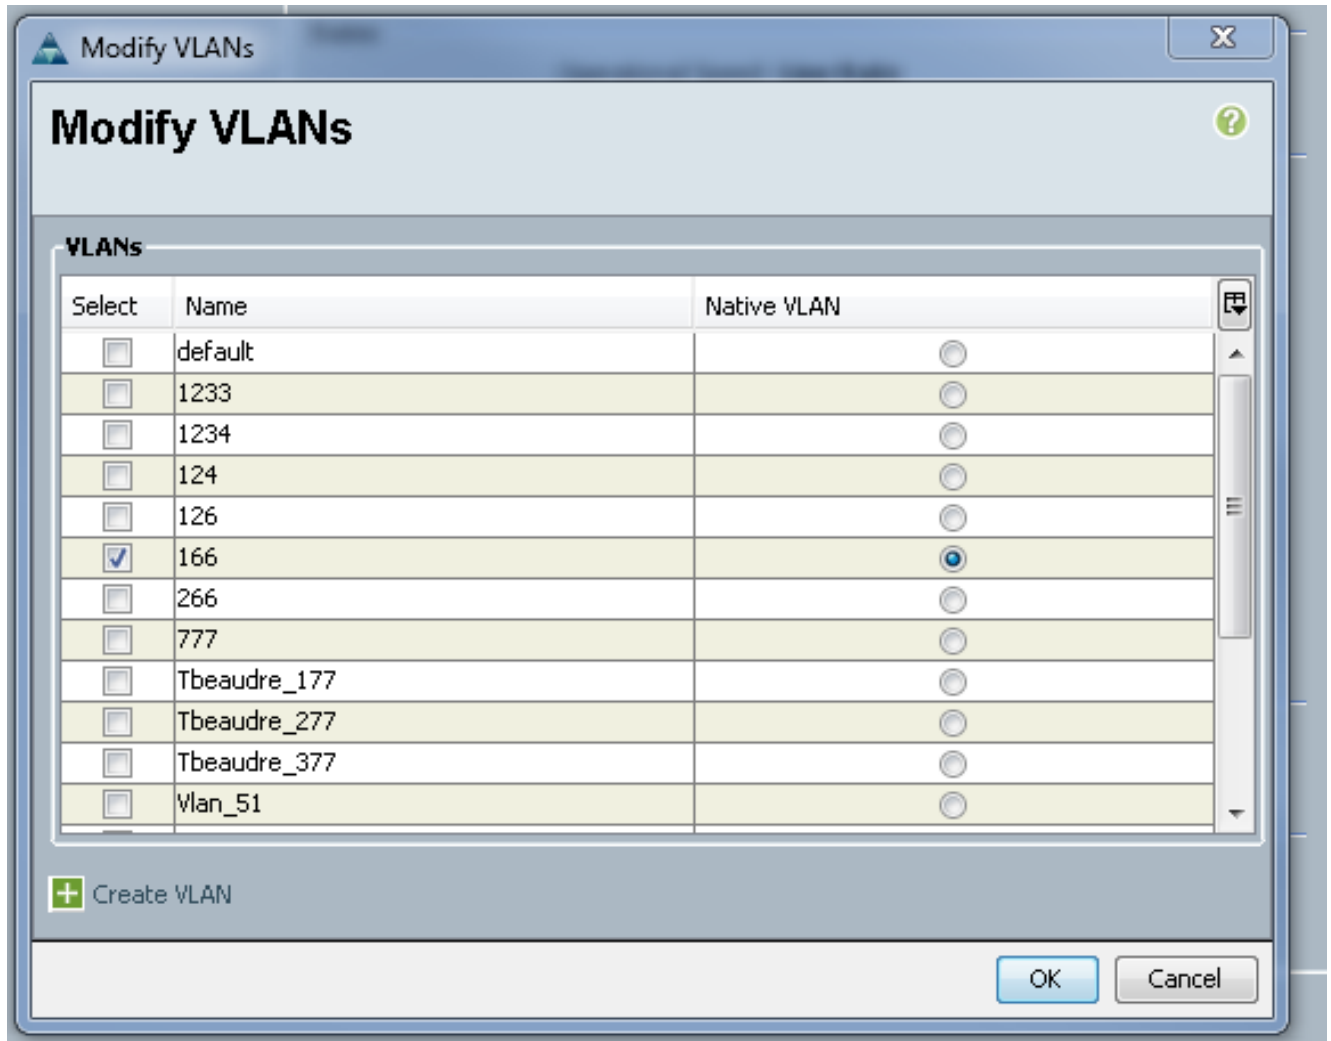 Modify VLANs
Modify VLANs
VLANs
Select Name Native VLAN
default
1233
1234
124
126
166
266
777
Tbeaudre_177
Tbeaudre_277
Tbeaudre_377
Vlan_51
Create VLAN
OK Cancel